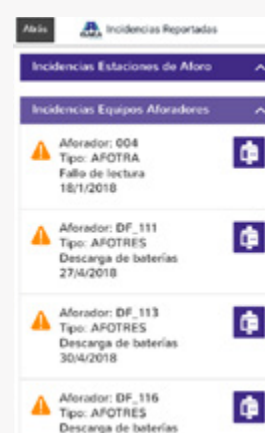 Atrás
Incidencias Reportadas
Incidencias Estaciones de Aforo
Incidencias Equipos Aforadores
Aforador: 004
Tipo: AFOTRA
Fallo de lectura
18/1/2018
Aforador: DF_111
Tipo: AFOTRES
Descarga de baterías
27/4/2018
Aforador: DF_113
Tipo: AFOTRES
Descarga de baterías
30/4/2018
Aforador: DF_116
Tipo: AFOTRES
Descarga de baterías